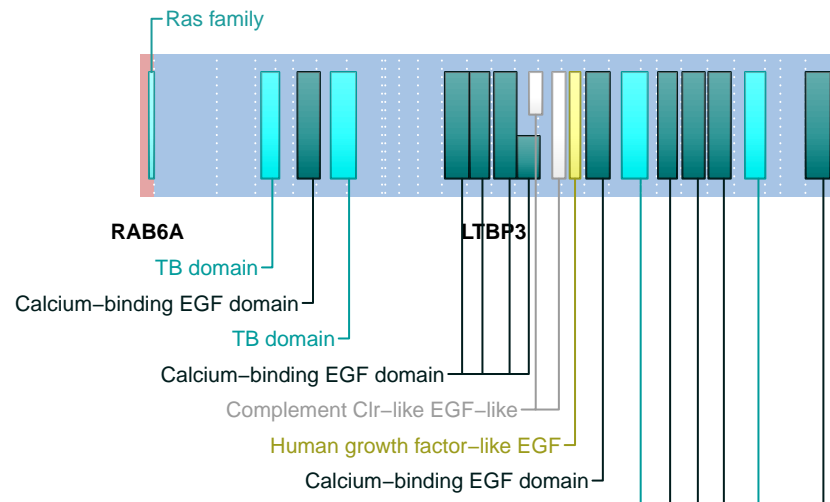 Ras family
RAB6A
LTBP3
TB domain
Calcium−binding EGF domain
TB domain
Calcium−binding EGF domain
Complement Clr−like EGF−like
Human growth factor−like EGF
Calcium−binding EGF domain